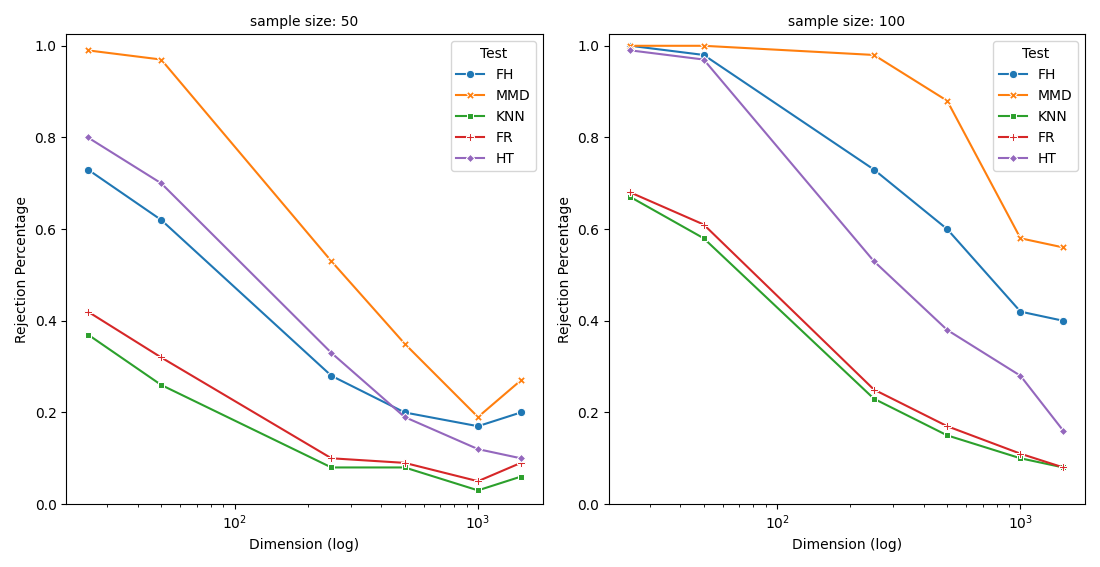 sample size: 50
Rejection Percentage
1.0
0.8
0.6
0.4
0.2
0.0
10²
10³
Dimension (log)
Test
FH
MMD
KNN
FR
HT
sample size: 100
Rejection Percentage
1.0
0.8
0.6
0.4
0.2
0.0
10²
10³
Dimension (log)
Test
FH
MMD
KNN
FR
HT